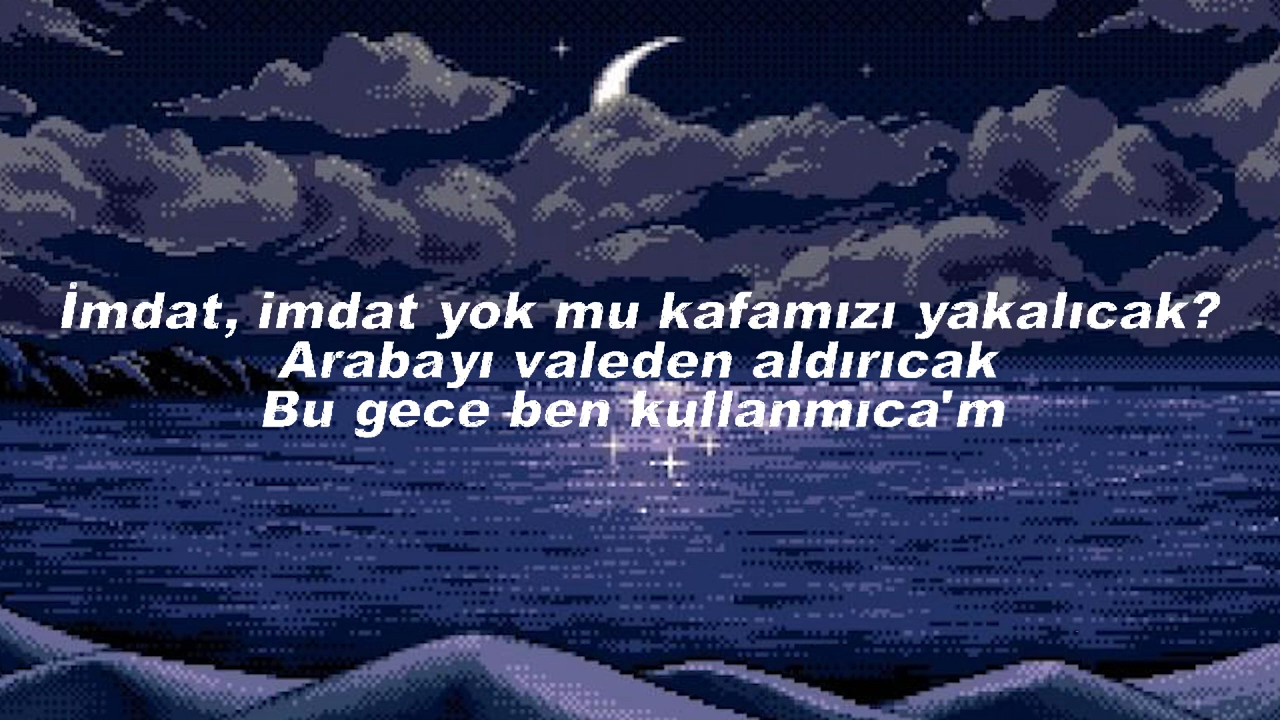 İmdat, imdat yok mu kafamızı yakalıcak?
Arabayı valeden aldırıcak
Bu gece ben kullanmıca'm